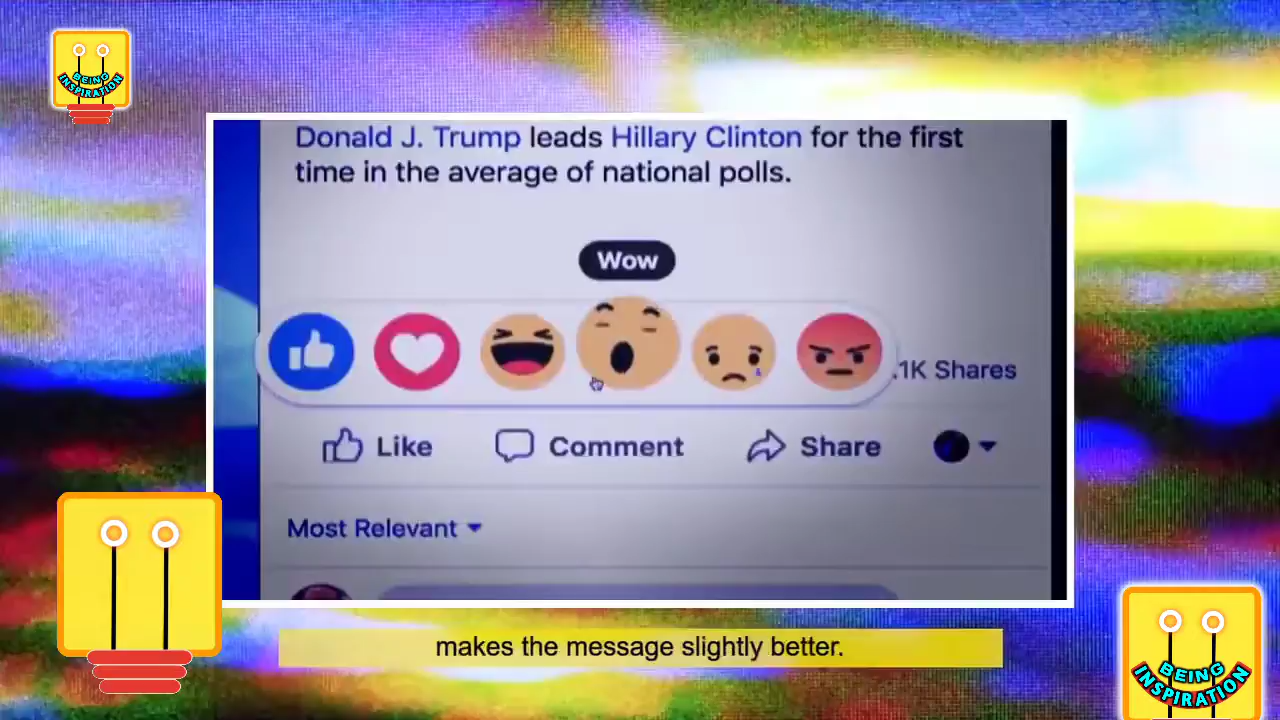 BEING
INSPIRATION
Donald J. Trump leads Hillary Clinton for the first
time in the average of national polls.
Wow
.1K Shares
Like
Comment
Share
Most Relevant
makes the message slightly better.
BEING
INSPIRATION